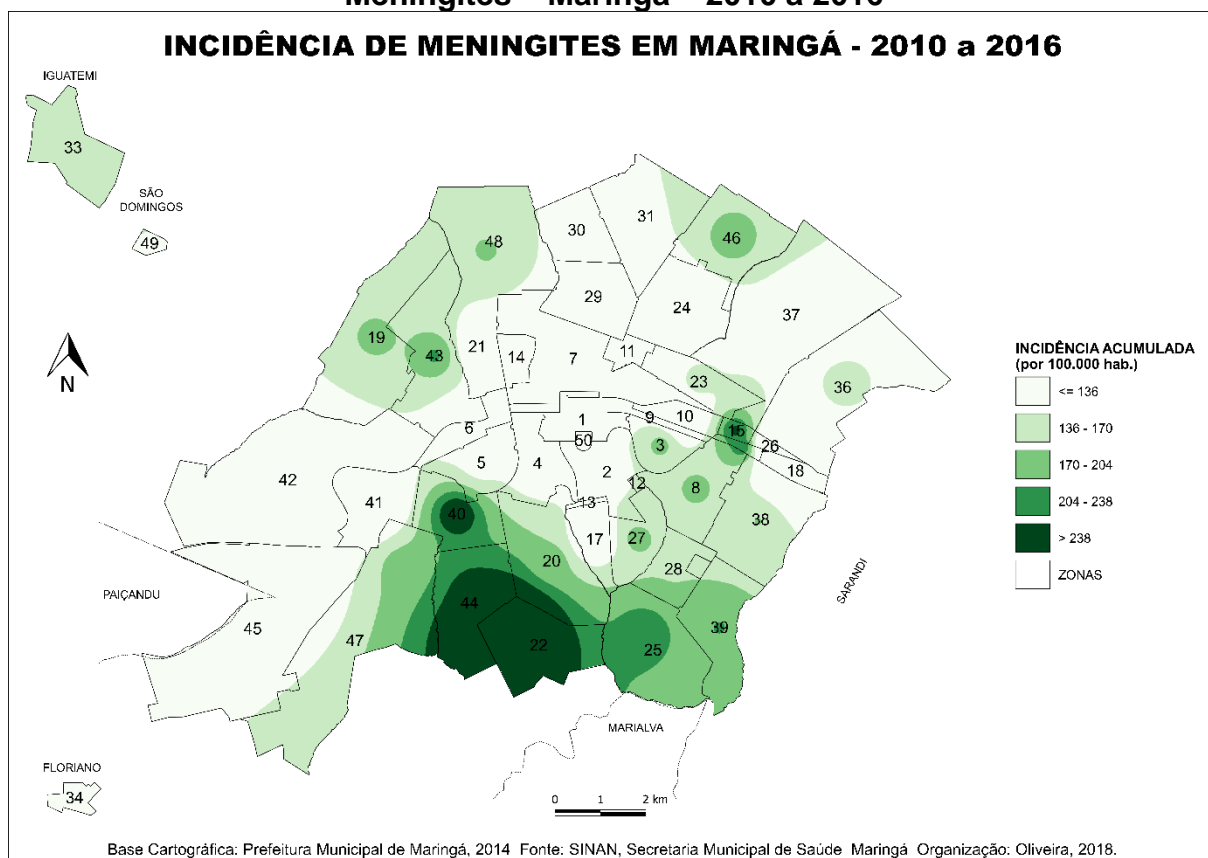 Meningites – Maringá – 2010 a 2016
INCIDÊNCIA DE MENINGITES EM MARINGÁ - 2010 a 2016
IGUATEMI
33
SÃO
DOMINGOS
49
31
30
46
48
29
24
37
19
43
21
14
7
11
23
36
1
9
10
15
26
18
6
50
3
5
4
2
42
12
8
41
40
13
17
27
38
20
28
44
45
47
22
25
39
PAIÇANDU
SARANDI
MARIALVA
FLORIANO
34
N
INCIDÊNCIA ACUMULADA
(por 100.000 hab.)
<= 136
136 - 170
170 - 204
204 - 238
> 238
ZONAS
0 1 2 km
Base Cartográfica: Prefeitura Municipal de Maringá, 2014 Fonte: SINAN, Secretaria Municipal de Saúde Maringá Organização: Oliveira, 2018.